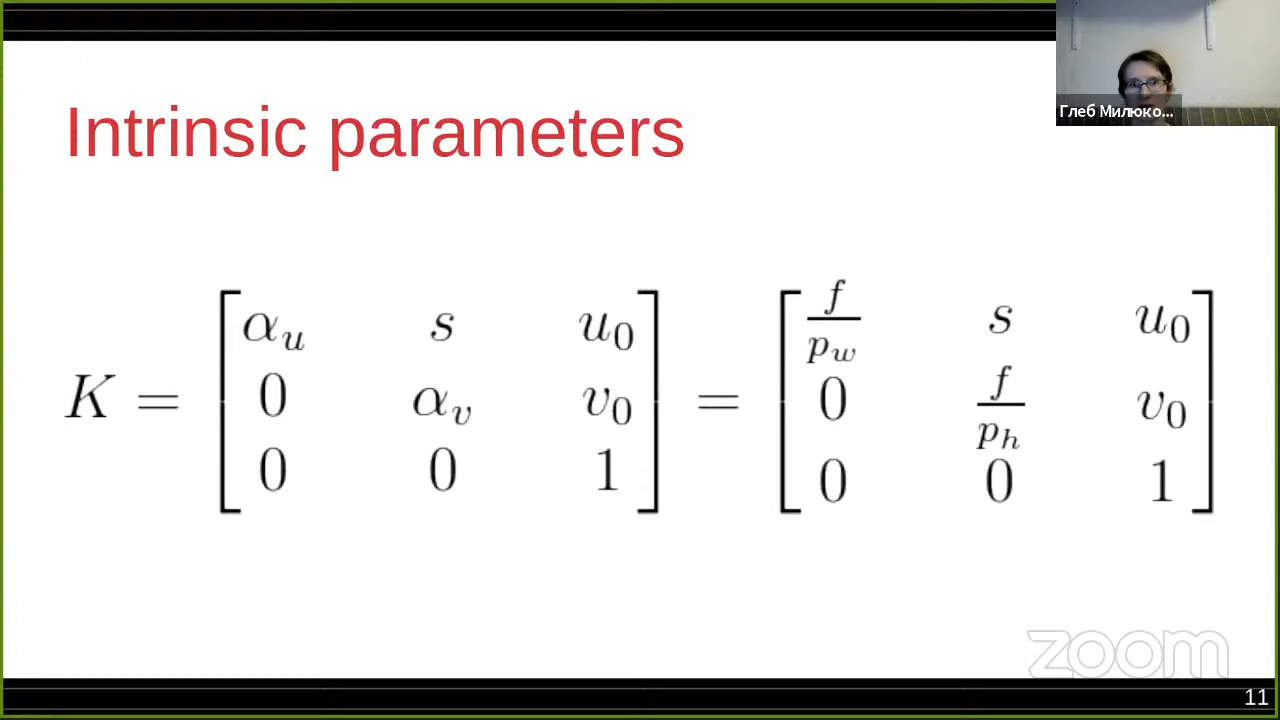 Intrinsic parameters
Глеб Милюко...
K = [ α_u s u_0 ; 0 α_v v_0 ; 0 0 1 ] = [ f/p_w s u_0 ; 0 f/p_h v_0 ; 0 0 1 ]
zoom
11